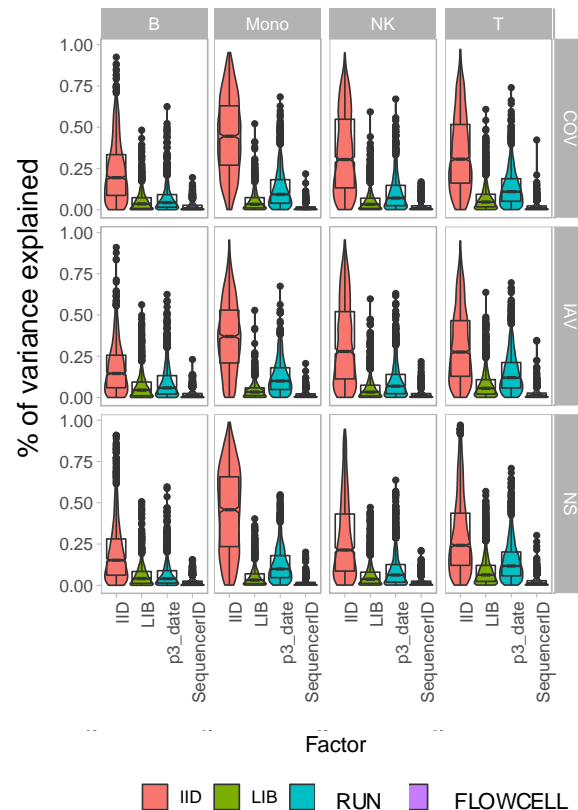 B Mono NK T
% of variance explained
1.00
0.75
0.50
0.25
0.00
COV
1.00
0.75
0.50
0.25
0.00
IAV
1.00
0.75
0.50
0.25
0.00
NS
IID LIB p3_date SequencerID IID LIB p3_date SequencerID IID LIB p3_date SequencerID IID LIB p3_date SequencerID
Factor
IID LIB RUN FLOWCELL